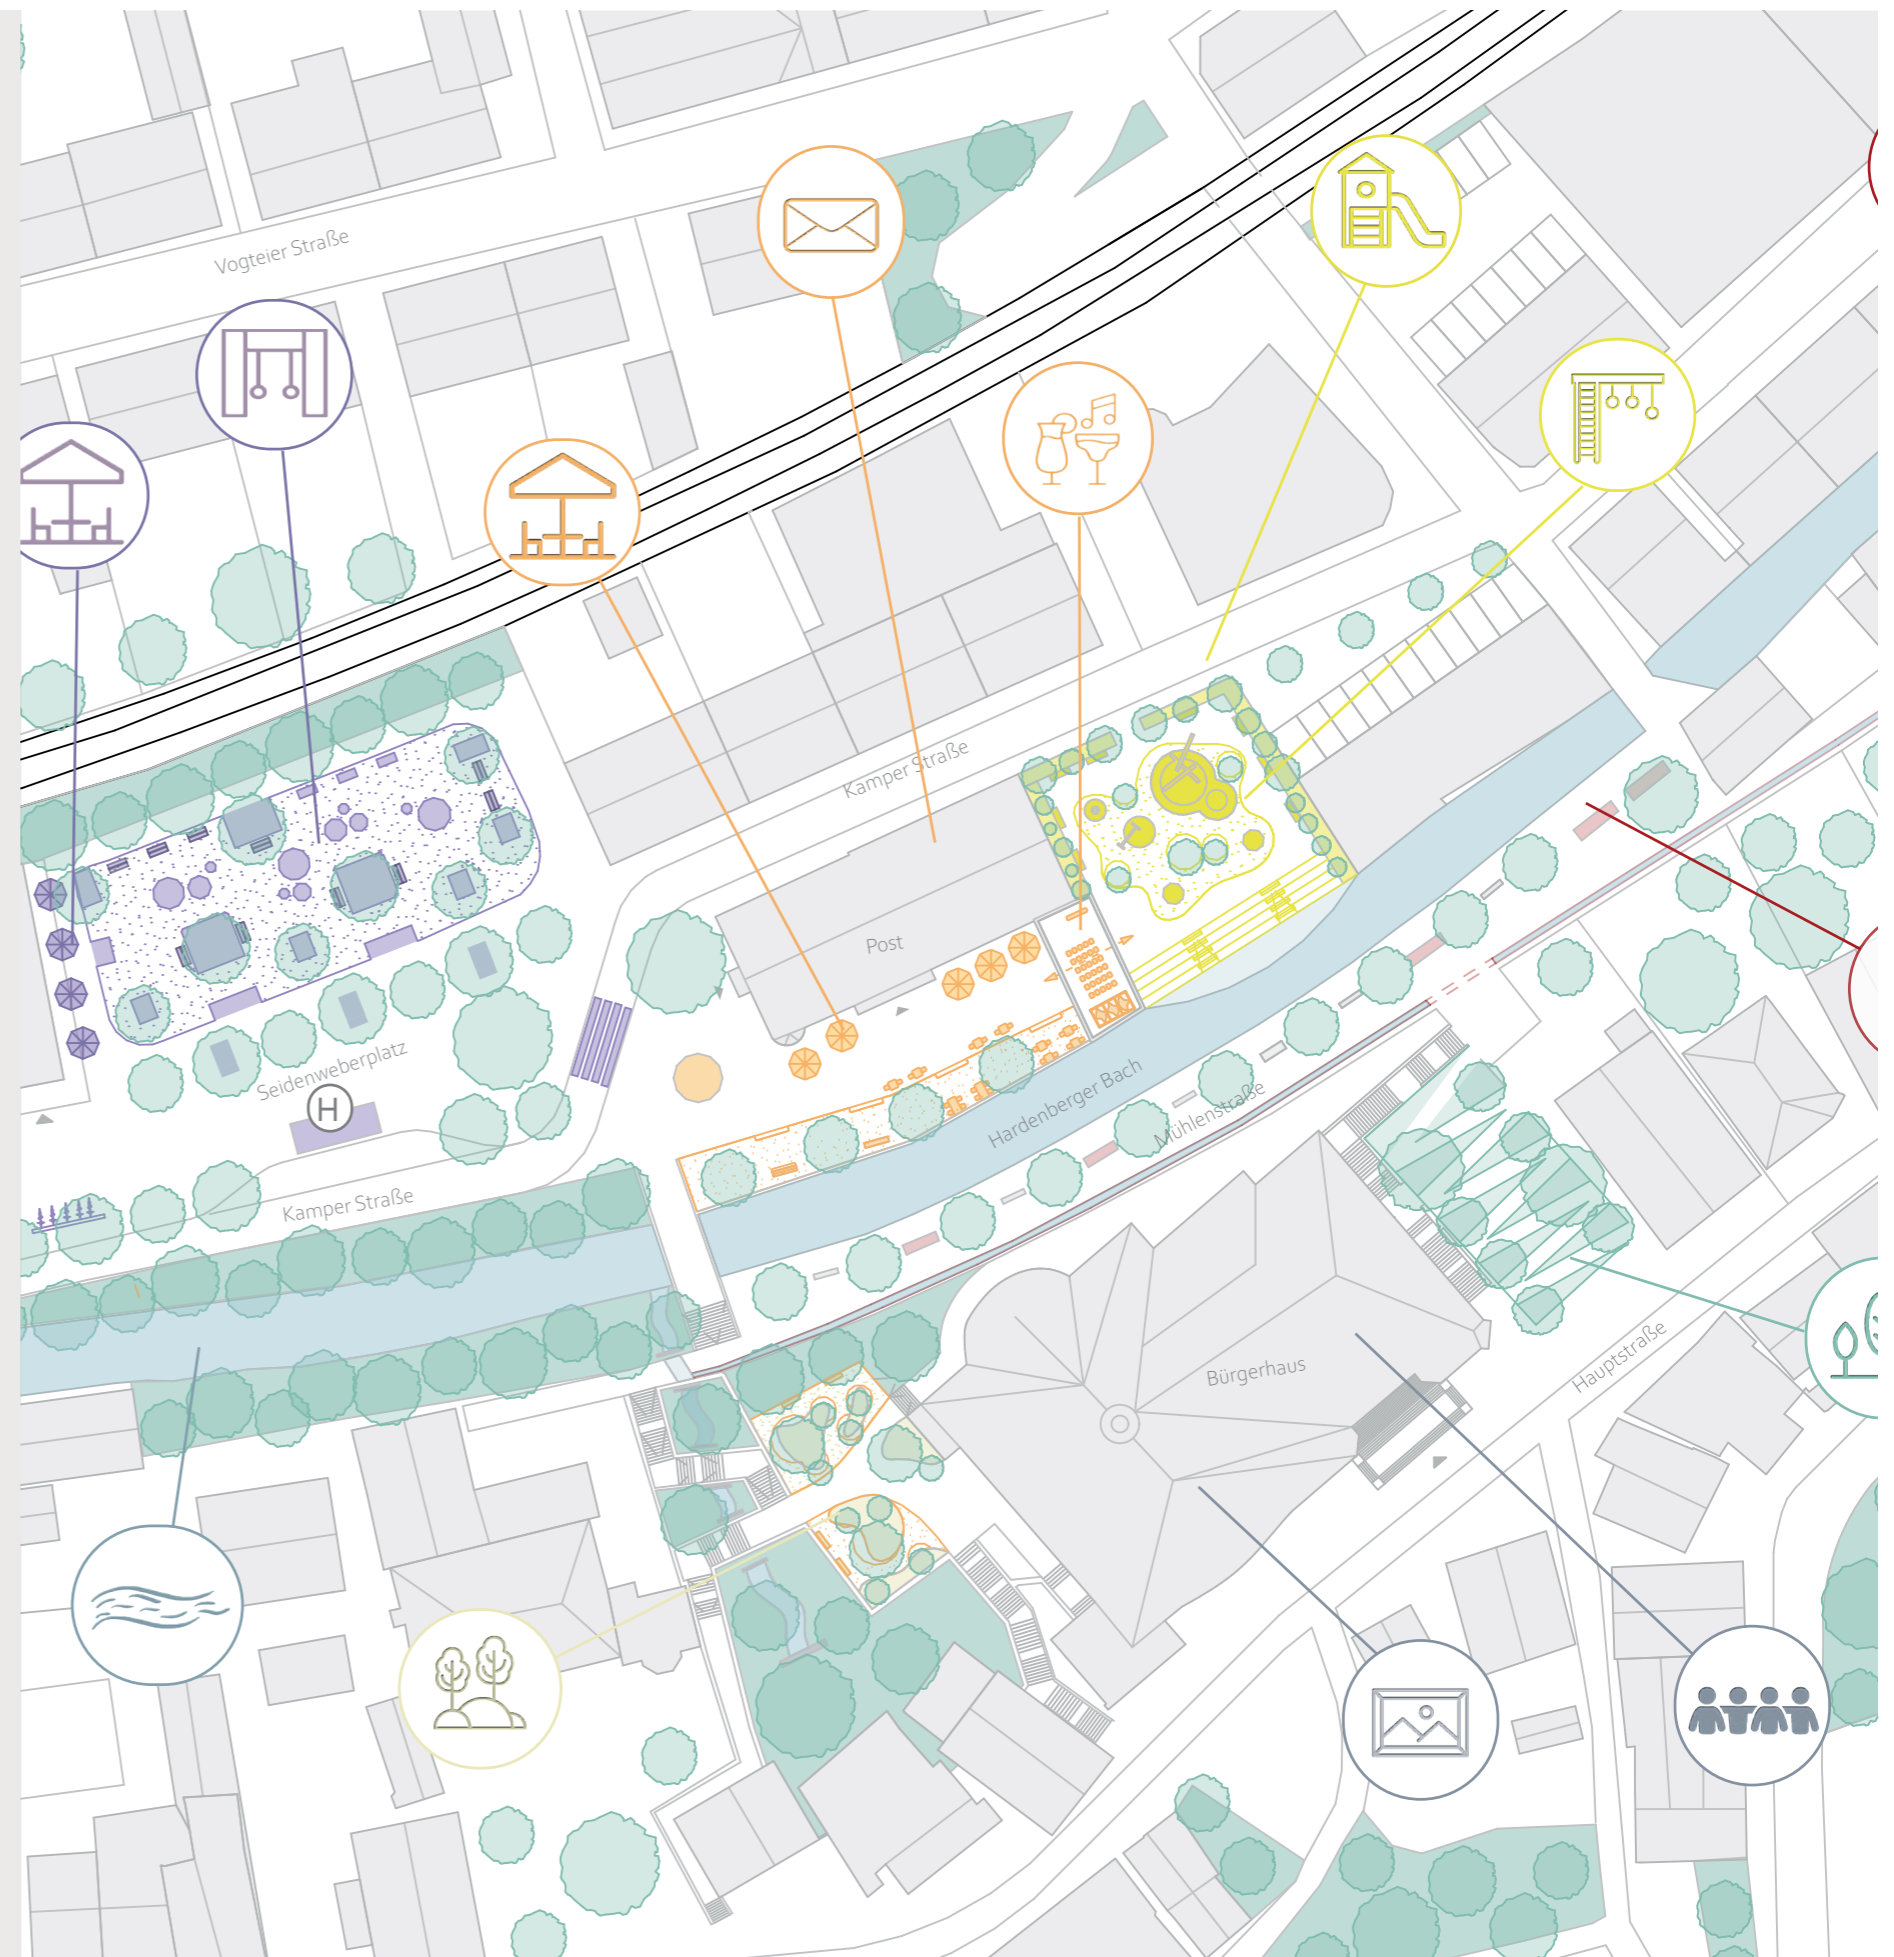 Vogteier Straße
Kamper Straße
Post
Seidenweberplatz
H
Hardenberger Bach
Mühlenstraße
Kamper Straße
Bürgerhaus
Hauptstraße